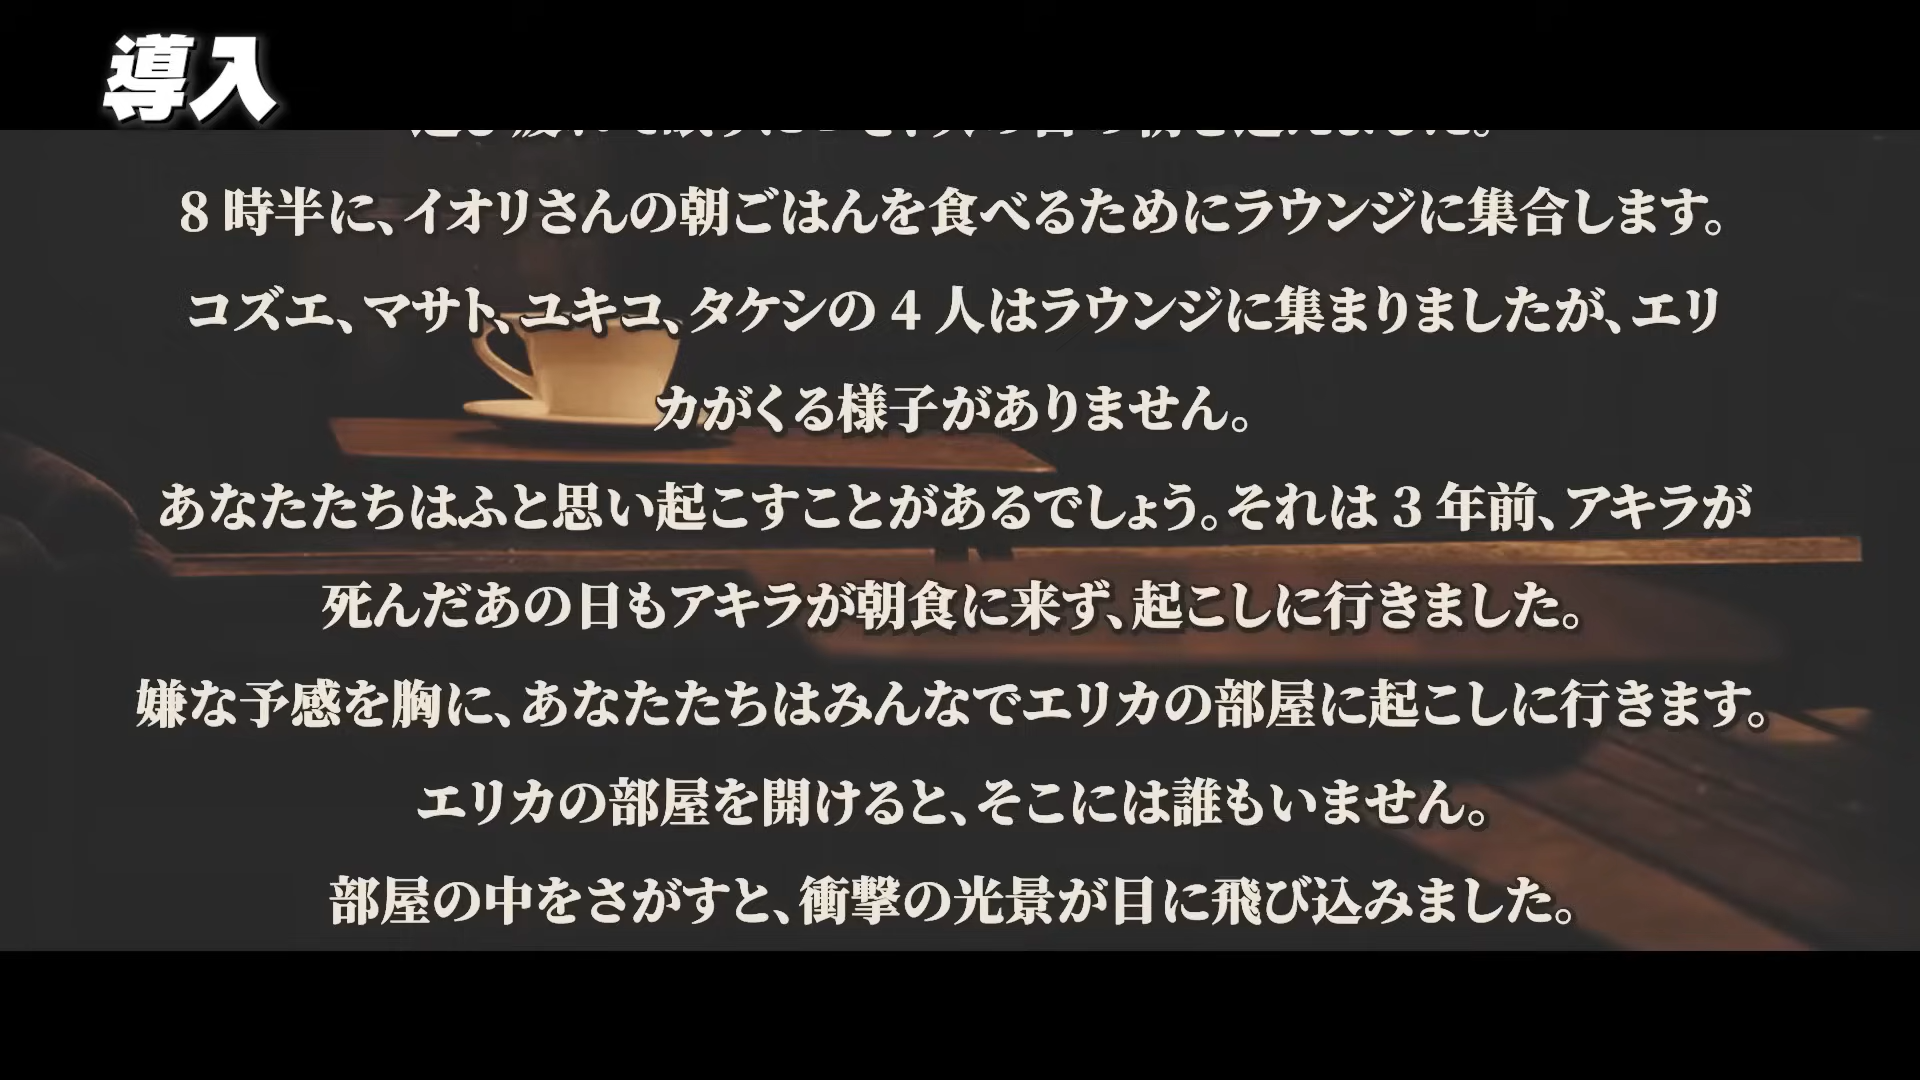 導入
8時半に、イオリさんの朝ごはんを食べるためにラウンジに集合します。
コズエ、マサト、ユキコ、タケシの4人はラウンジに集まりましたが、エリ
カがくる様子がありません。
あなたたちはふと思い起こすことがあるでしょう。それは3年前、アキラが
死んだあの日もアキラが朝食に来ず、起こしに行きました。
嫌な予感を胸に、あなたたちはみんなでエリカの部屋に起こしに行きます。
エリカの部屋を開けると、そこには誰もいません。
部屋の中をさがすと、衝撃の光景が目に飛び込みました。